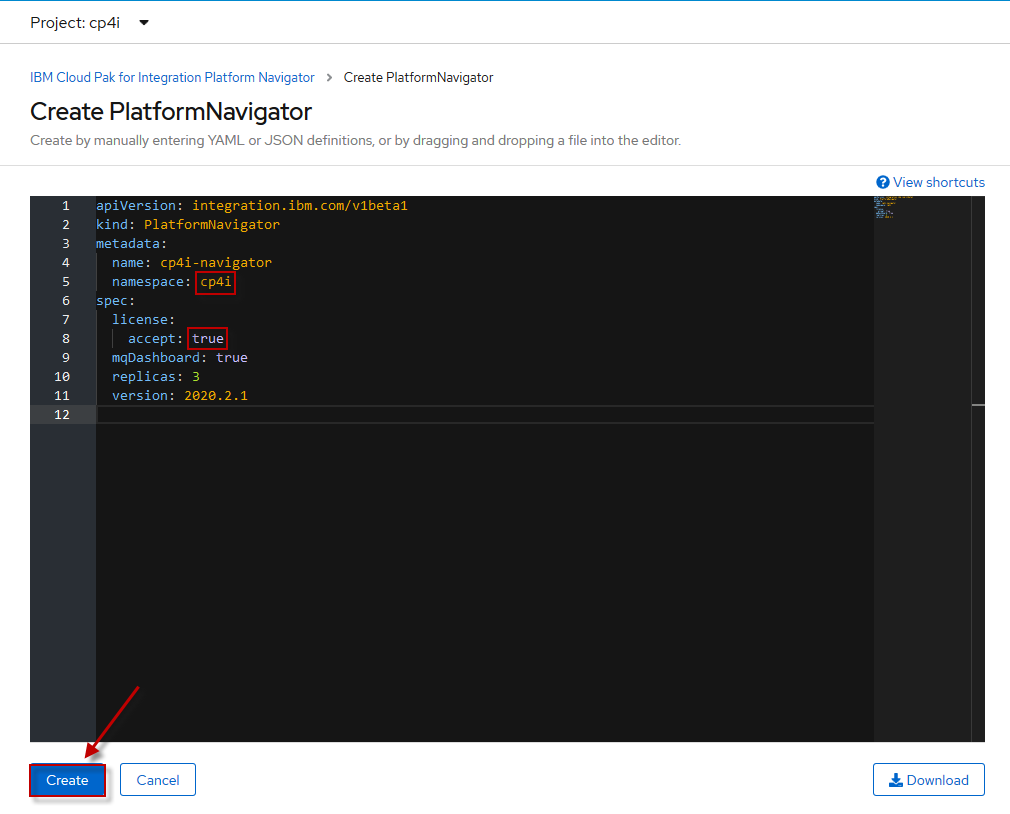 Project: cp4i
IBM Cloud Pak for Integration Platform Navigator > Create PlatformNavigator
Create PlatformNavigator
Create by manually entering YAML or JSON definitions, or by dragging and dropping a file into the editor.
View shortcuts
1 apiVersion: integration.ibm.com/v1beta1
2 kind: PlatformNavigator
3 metadata:
4 name: cp4i-navigator
5 namespace: cp4i
6 spec:
7 license:
8 accept: true
9 mqDashboard: true
10 replicas: 3
11 version: 2020.2.1
12
Create Cancel Download